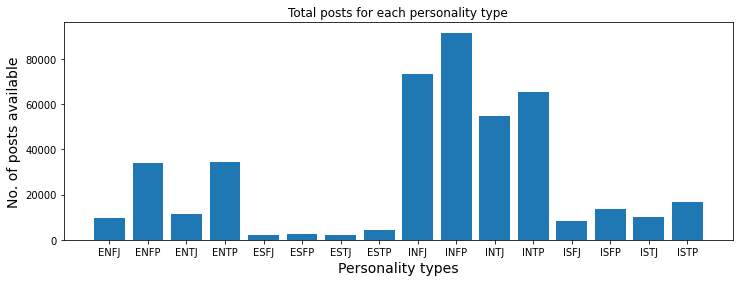 Total posts for each personality type
No. of posts available
80000
60000
40000
20000
0
ENFJ ENFP ENTJ ENTP ESFJ ESFP ESTJ ESTP INFJ INFP INTJ INTP ISFJ ISFP ISTJ ISTP
Personality types